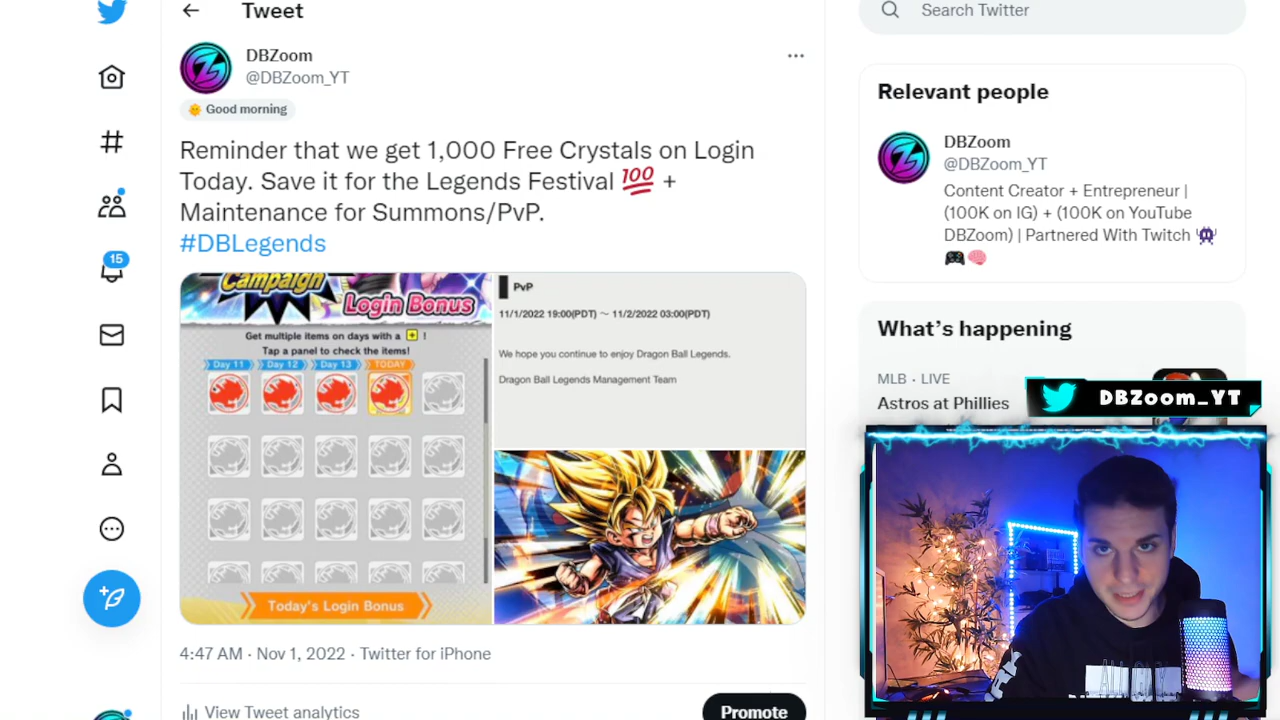 Tweet
Search Twitter
DBZoom
@DBZoom_YT
Good morning
Reminder that we get 1,000 Free Crystals on Login
Today. Save it for the Legends Festival 💯 +
Maintenance for Summons/PvP.
#DBLegends
15
Campaign
Login Bonus
Get multiple items on days with a + !
Tap a panel to check the items!
Day 11 Day 12 Day 13 TODAY
Today's Login Bonus
PvP
11/1/2022 19:00(PDT) ～ 11/2/2022 03:00(PDT)
We hope you continue to enjoy Dragon Ball Legends.
Dragon Ball Legends Management Team
4:47 AM · Nov 1, 2022 · Twitter for iPhone
View Tweet analytics
Promote
Relevant people
DBZoom
@DBZoom_YT
Content Creator + Entrepreneur |
(100K on IG) + (100K on YouTube
DBZoom) | Partnered With Twitch 👾
🎮🧠
What's happening
MLB · LIVE
Astros at Phillies
DBZoom_YT